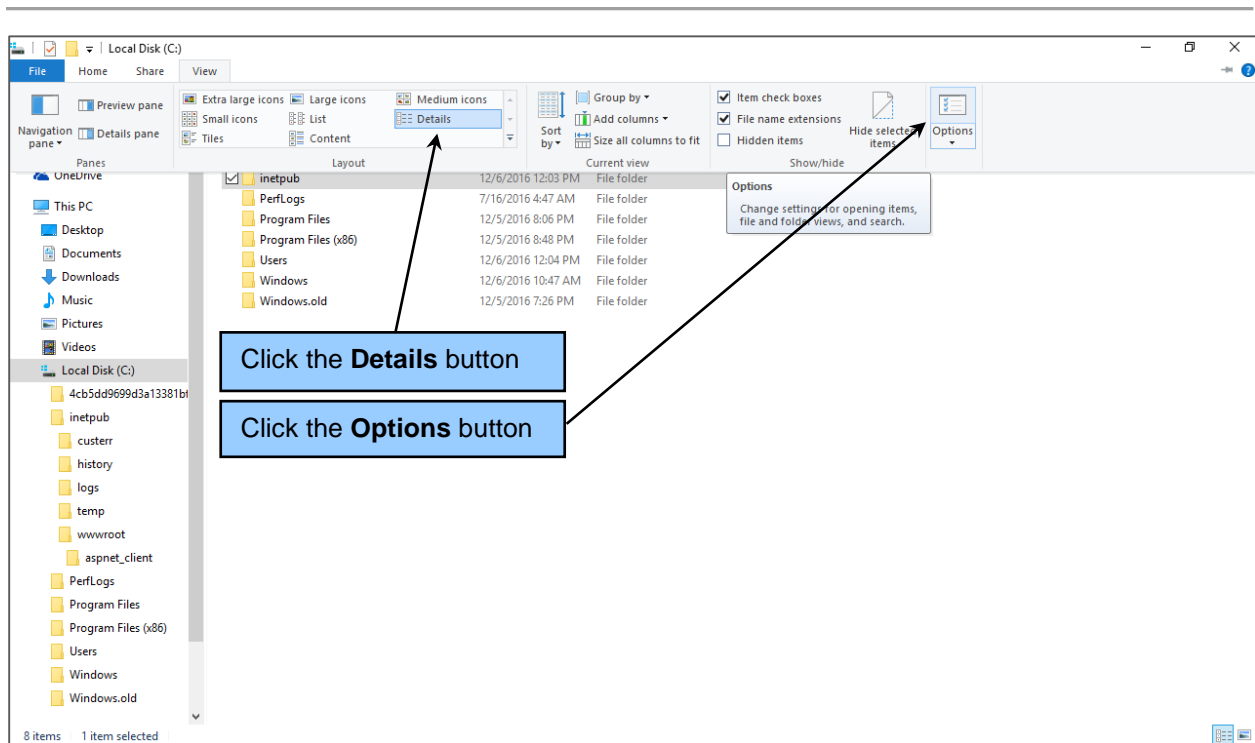 Local Disk (C:)
File Home Share View
Navigation pane
Preview pane
Details pane
Panes
Extra large icons Large icons Medium icons
Small icons List Details
Tiles Content
Layout
Sort by
Group by
Add columns
Size all columns to fit
Current view
Item check boxes
File name extensions
Hidden items
Hide selected items
Show/hide
Options
OneDrive
This PC
Desktop
Documents
Downloads
Music
Pictures
Videos
Local Disk (C:)
4cb5dd9699d3a13381bf
inetpub
custerr
history
logs
temp
wwwroot
aspnet_client
PerfLogs
Program Files
Program Files (x86)
Users
Windows
Windows.old
inetpub 12/6/2016 12:03 PM File folder
PerfLogs 7/16/2016 4:47 AM File folder
Program Files 12/5/2016 8:06 PM File folder
Program Files (x86) 12/5/2016 8:48 PM File folder
Users 12/6/2016 12:04 PM File folder
Windows 12/6/2016 10:47 AM File folder
Windows.old 12/5/2016 7:26 PM File folder
Options
Change settings for opening items,
file and folder views, and search.
Click the Details button
Click the Options button
8 items 1 item selected